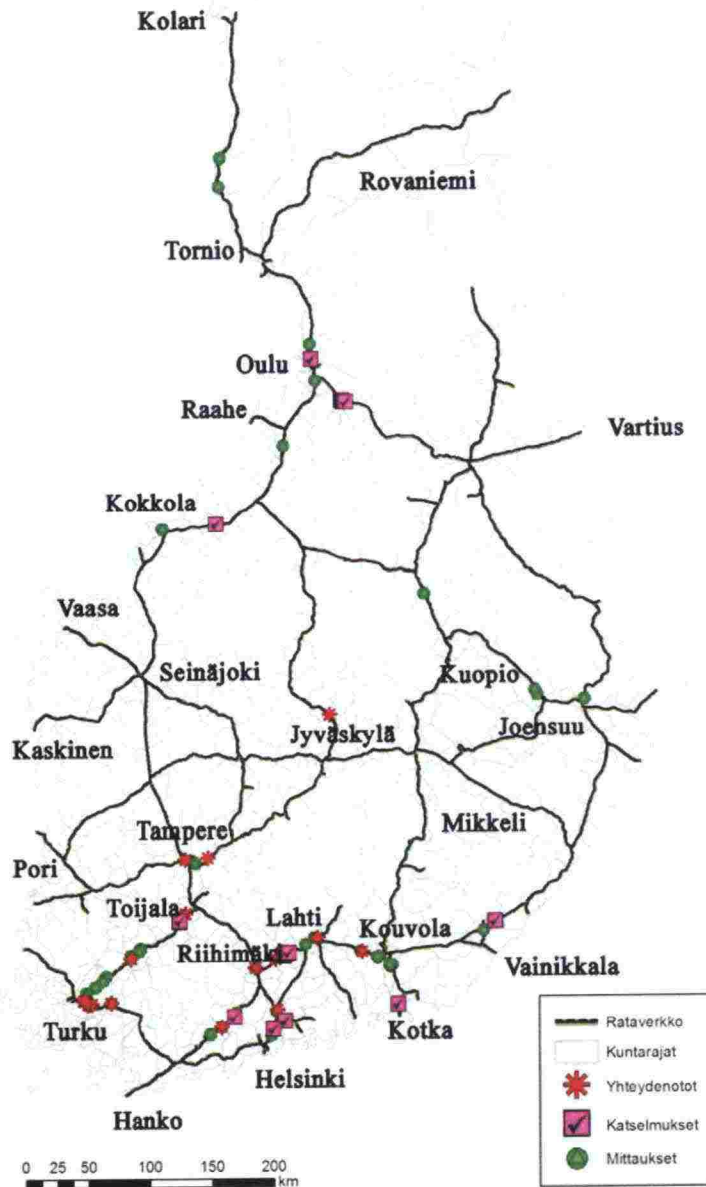 Kolari
Rovaniemi
Tornio
Oulu
Raahe
Vartius
Kokkola
Vaasa
Seinäjoki
Kuopio
Kaskinen
Jyväskylä
Joensuu
Tampere
Mikkeli
Pori
Toijala
Lahti
Kouvola
Riihimäki
Vainikkala
Turku
Kotka
Helsinki
Hanko
Rataverkko
Kuntarajat
Yhteydenotot
Katselmukset
Mittaukset
0 25 50 100 150 200
km